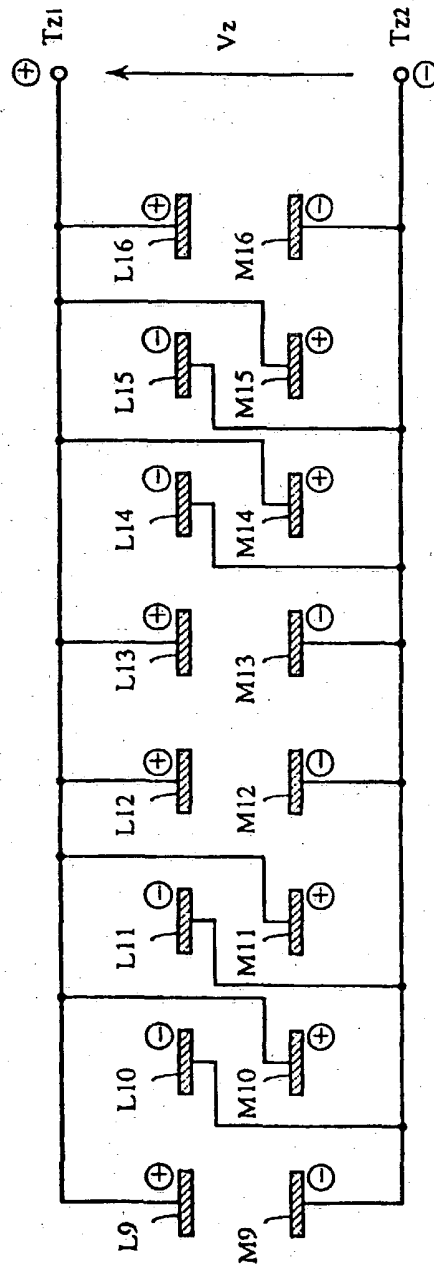 ⊕ TZ1
VZ
⊖ TZ2
L9 ⊕
L10 ⊖
L11 ⊖
L12 ⊕
L13 ⊕
L14 ⊖
L15 ⊖
L16 ⊕
M9 ⊖
M10 ⊕
M11 ⊕
M12 ⊖
M13 ⊖
M14 ⊕
M15 ⊕
M16 ⊖